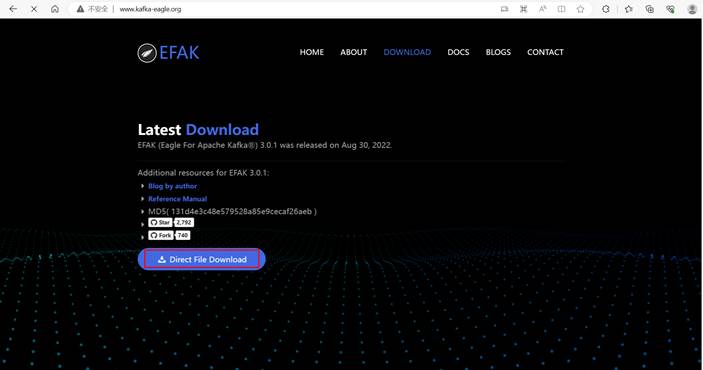 不安全 | www.kafka-eagle.org
EFAK
HOME ABOUT DOWNLOAD DOCS BLOGS CONTACT
Latest Download
EFAK (Eagle For Apache Kafka®) 3.0.1 was released on Aug 30, 2022.
Additional resources for EFAK 3.0.1:
Blog by author
Reference Manual
MD5( 131d4e3c48e579528a85e9cecaf26aeb )
Star 2,792
Fork 740
Direct File Download